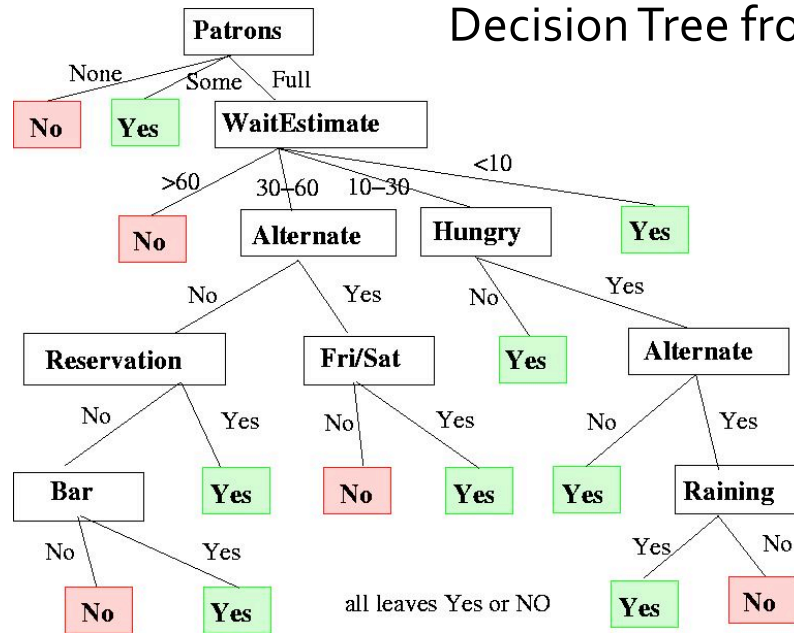 Decision Tree fro
Patrons
None Some Full
No Yes WaitEstimate
>60 30–60 10–30 <10
No Alternate Hungry Yes
No Yes No Yes
Reservation Fri/Sat Yes Alternate
No Yes No Yes No Yes
Bar Yes No Yes Yes Raining
No Yes Yes No
No Yes all leaves Yes or NO Yes No